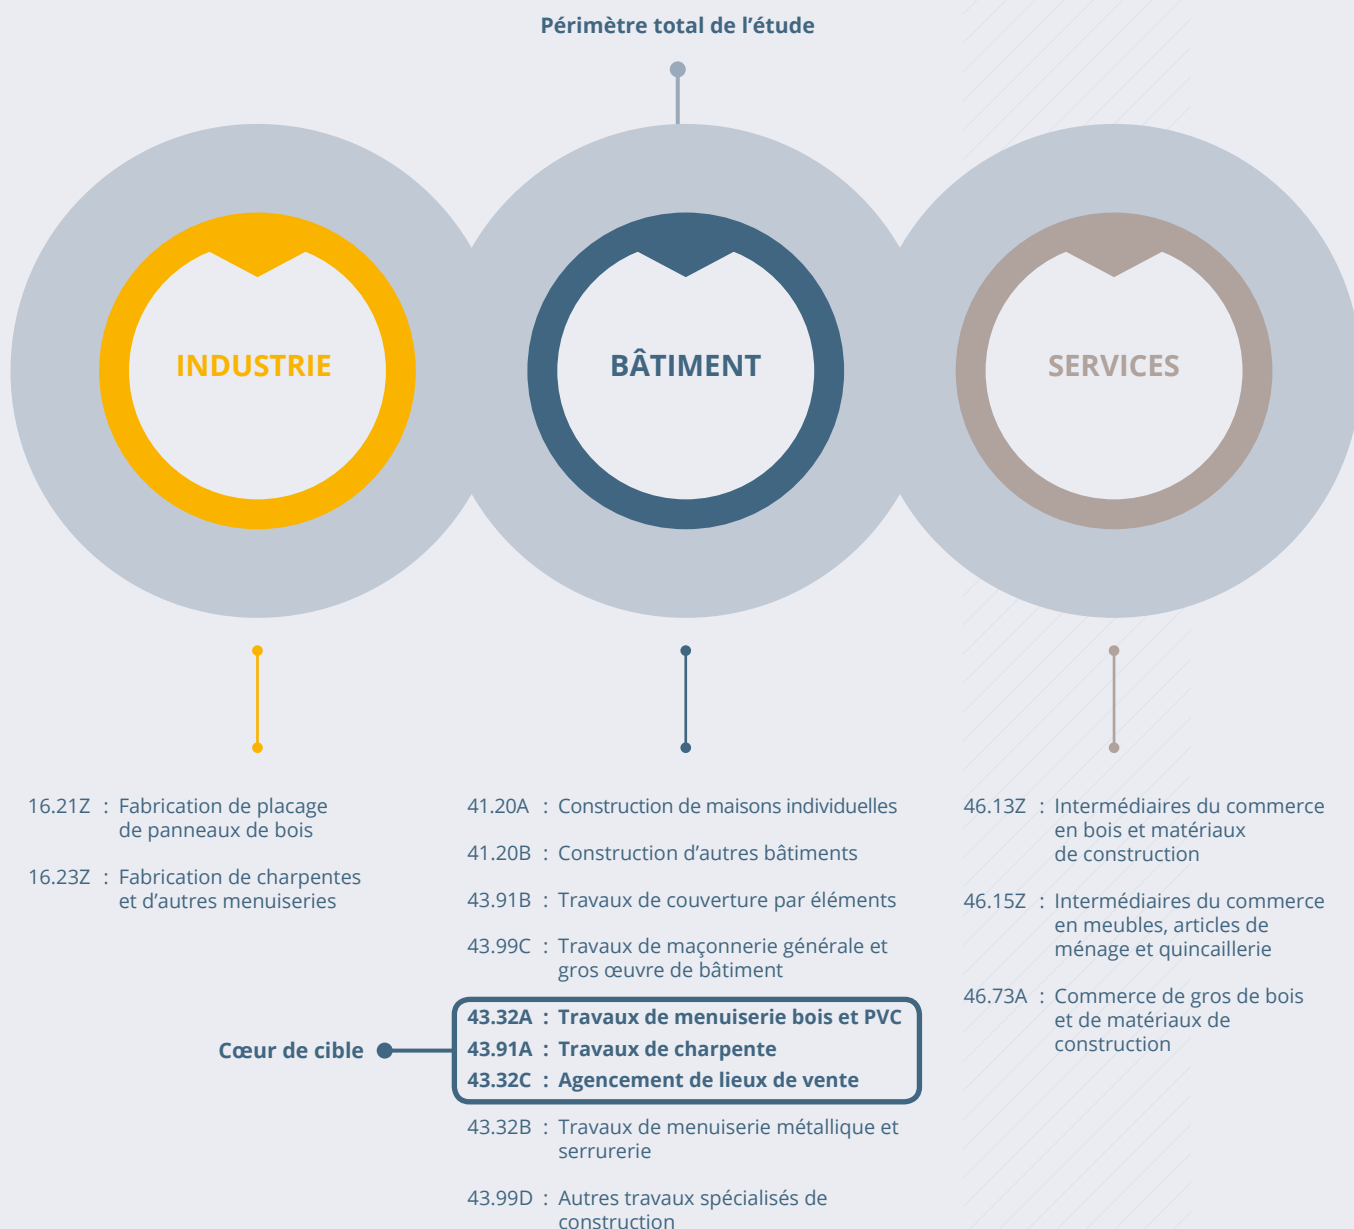 Périmètre total de l’étude
INDUSTRIE
BÂTIMENT
SERVICES
16.21Z : Fabrication de placage
de panneaux de bois
16.23Z : Fabrication de charpentes
et d’autres menuiseries
41.20A : Construction de maisons individuelles
41.20B : Construction d’autres bâtiments
43.91B : Travaux de couverture par éléments
43.99C : Travaux de maçonnerie générale et
gros œuvre de bâtiment
Cœur de cible
43.32A : Travaux de menuiserie bois et PVC
43.91A : Travaux de charpente
43.32C : Agencement de lieux de vente
43.32B : Travaux de menuiserie métallique et
serrurerie
43.99D : Autres travaux spécialisés de
construction
46.13Z : Intermédiaires du commerce
en bois et matériaux
de construction
46.15Z : Intermédiaires du commerce
en meubles, articles de
ménage et quincaillerie
46.73A : Commerce de gros de bois
et de matériaux de
construction